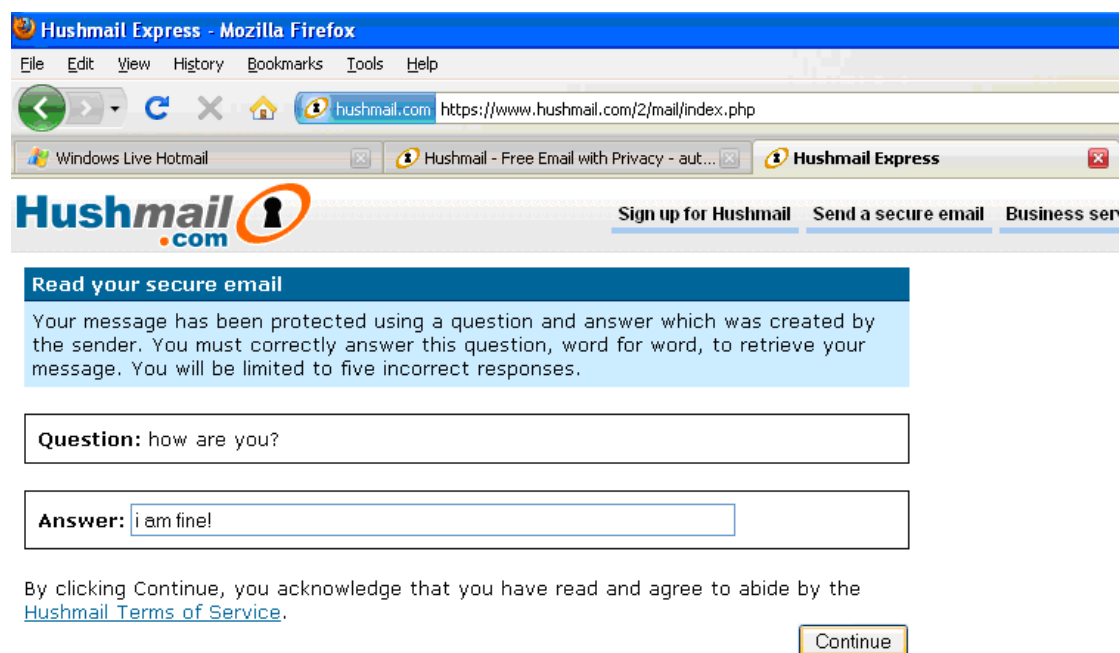 Hushmail Express - Mozilla Firefox
File Edit View History Bookmarks Tools Help
hushmail.com https://www.hushmail.com/2/mail/index.php
Windows Live Hotmail Hushmail - Free Email with Privacy - aut... Hushmail Express
Hushmail.com
Sign up for Hushmail Send a secure email Business ser
Read your secure email
Your message has been protected using a question and answer which was created by
the sender. You must correctly answer this question, word for word, to retrieve your
message. You will be limited to five incorrect responses.
Question: how are you?
Answer: i am fine!
By clicking Continue, you acknowledge that you have read and agree to abide by the
Hushmail Terms of Service.
Continue